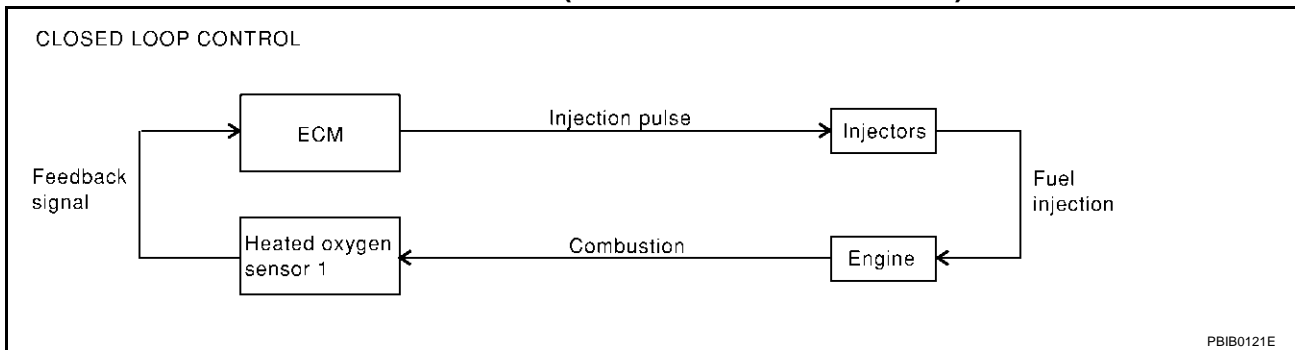 CLOSED LOOP CONTROL
ECM
Injection pulse
Injectors
Feedback
signal
Fuel
injection
Heated oxygen
sensor 1
Combustion
Engine
PBIB0121E